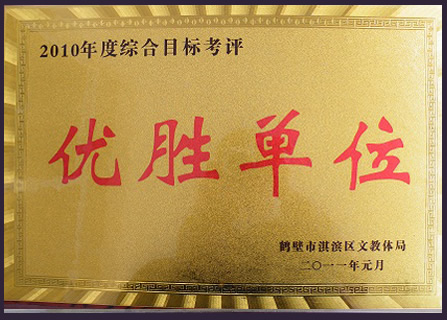 2010年度综合目标考评
优胜单位
鹤壁市淇滨区文教体局
二〇一一年元月